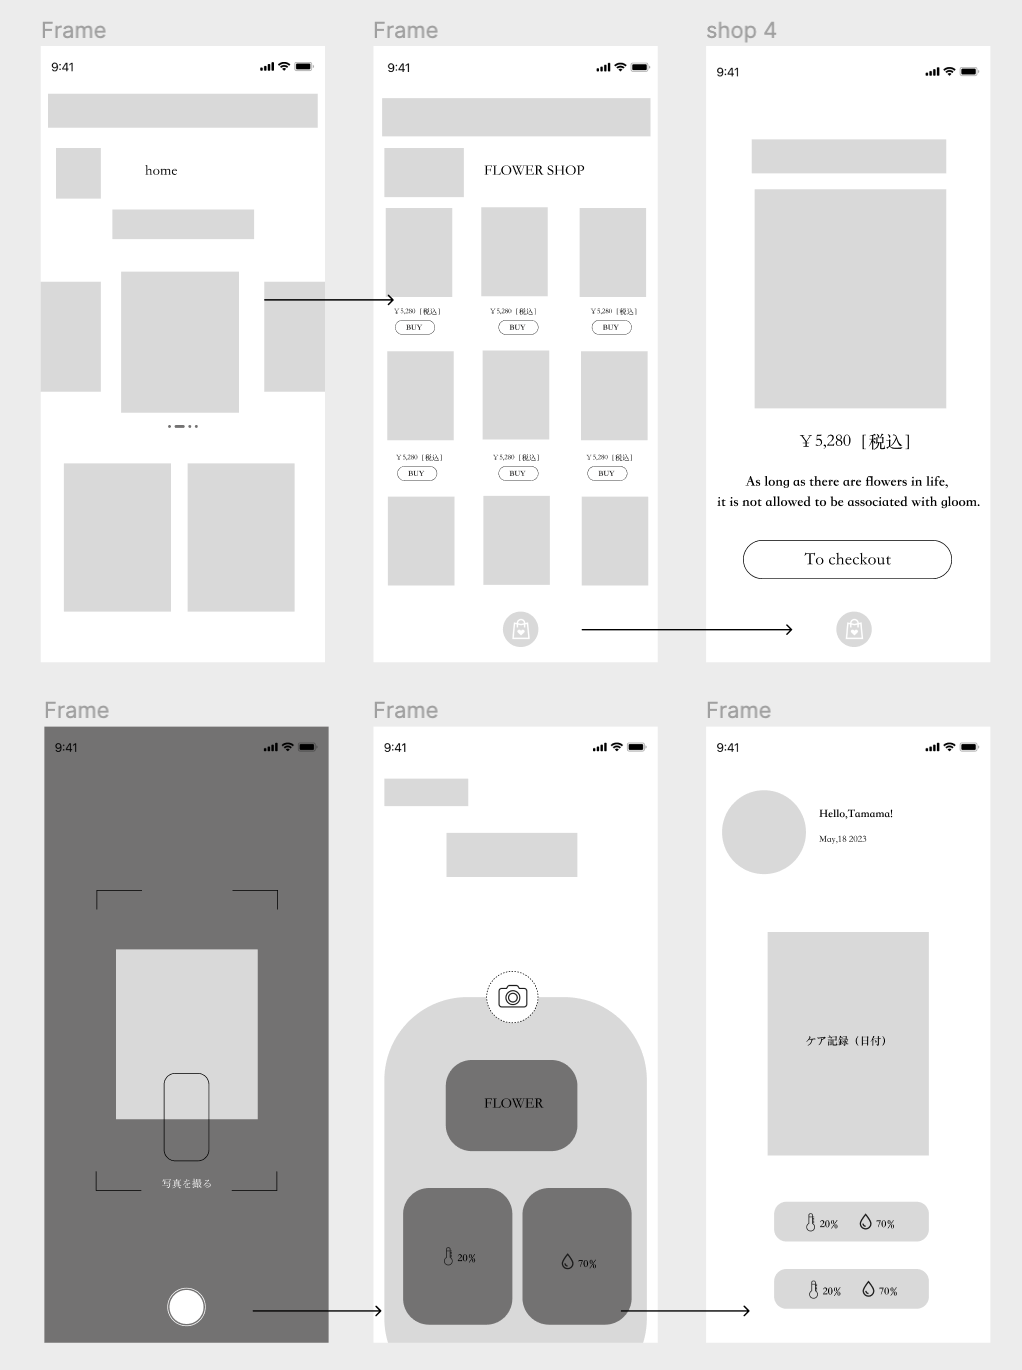 Frame
9:41
home
Frame
9:41
FLOWER SHOP
￥5,280［税込］
￥5,280［税込］
￥5,280［税込］
BUY
BUY
BUY
￥5,280［税込］
￥5,280［税込］
￥5,280［税込］
BUY
BUY
BUY
shop 4
9:41
￥5,280［税込］
As long as there are flowers in life,
it is not allowed to be associated with gloom.
To checkout
Frame
9:41
写真を撮る
Frame
9:41
FLOWER
20%
70%
Frame
9:41
Hello,Tamama!
May,18 2023
ケア記録（日付）
20% 70%
20% 70%